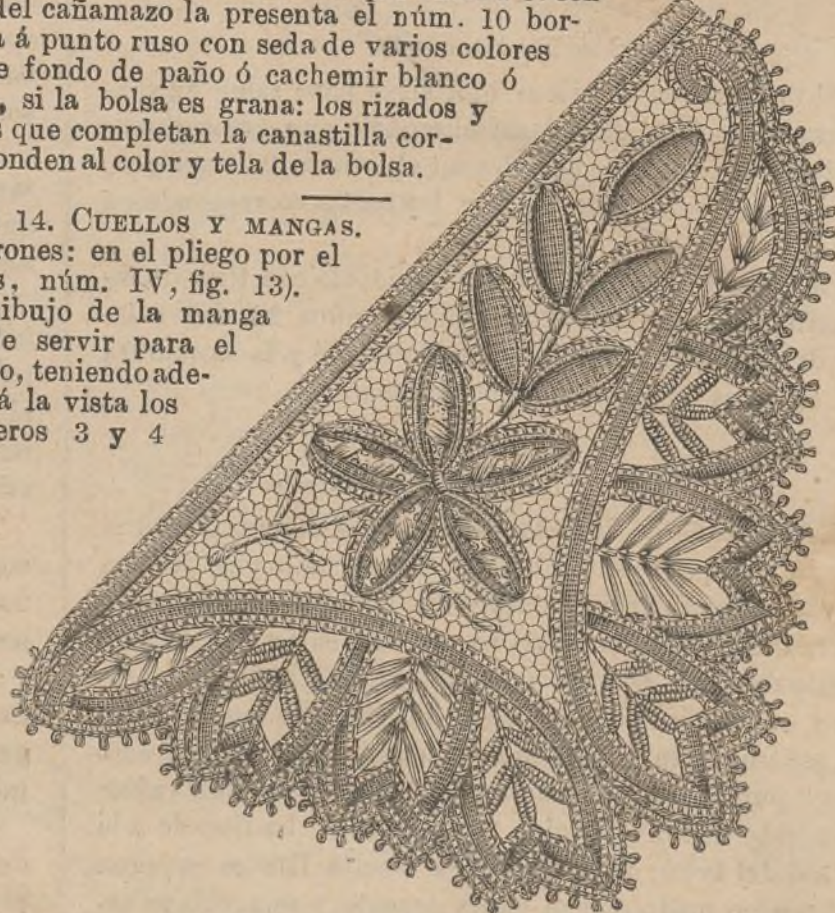 del cañamazo la presenta el núm. 10 bor-
á punto ruso con seda de varios colores
fondo de paño ó cachemir blanco ó
, si la bolsa es grana: los rizados y
que completan la canastilla cor-
onden al color y tela de la bolsa.
14. CUELLOS Y MANGAS.
rones: en el pliego por el
s, núm. IV, fig. 13).
ibujo de la manga
e servir para el
o, teniendo ade-
á la vista los
eros 3 y 4